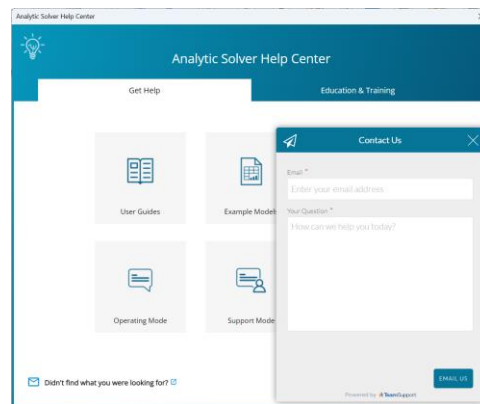 Analytic Solver Help Center
Analytic Solver Help Center
Get Help
Education & Training
User Guides
Example Models
Operating Mode
Support Mode
Didn't find what you were looking for?
Contact Us
Email *
Enter your email address
Your Question *
How can we help you today?
EMAIL US
Powered by TeamSupport